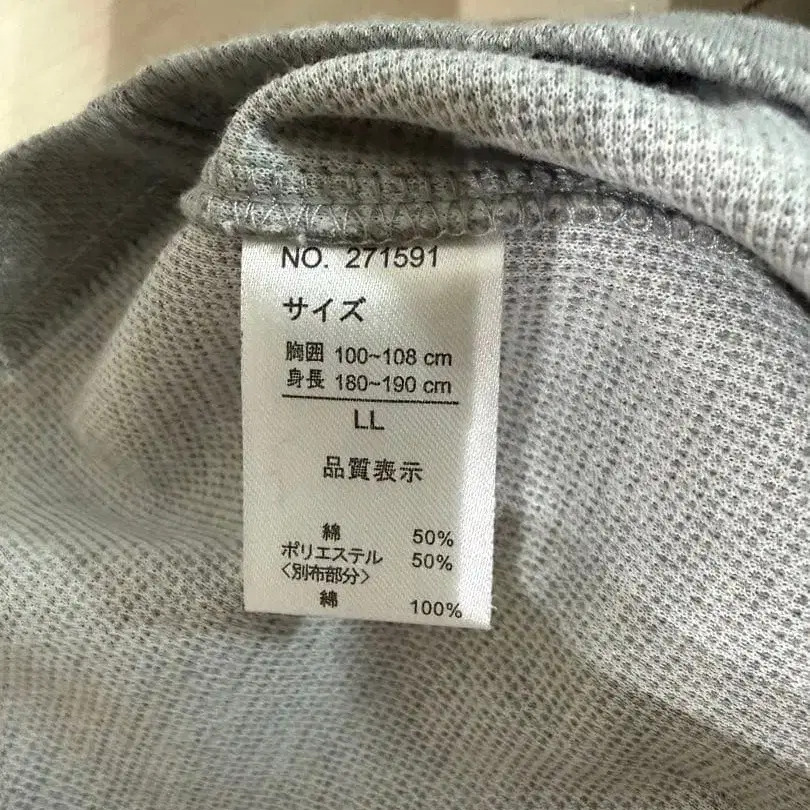 NO. 271591
サイズ
胸囲 100~108 cm
身長 180~190 cm
LL
品質表示
綿 50%
ポリエステル 50%
〈別布部分〉
綿 100%